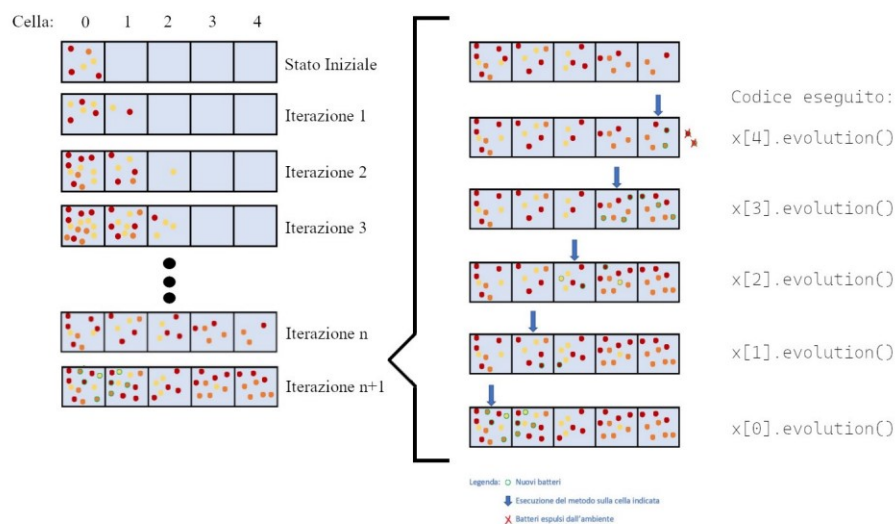 Cella: 0 1 2 3 4
Stato Iniziale
Iterazione 1
Iterazione 2
Iterazione 3
Iterazione n
Iterazione n+1
Codice eseguito:
x[4].evolution()
x[3].evolution()
x[2].evolution()
x[1].evolution()
x[0].evolution()
Legenda: Nuovi batteri
Esecuzione del metodo sulla cella indicata
Batteri espulsi dall'ambiente